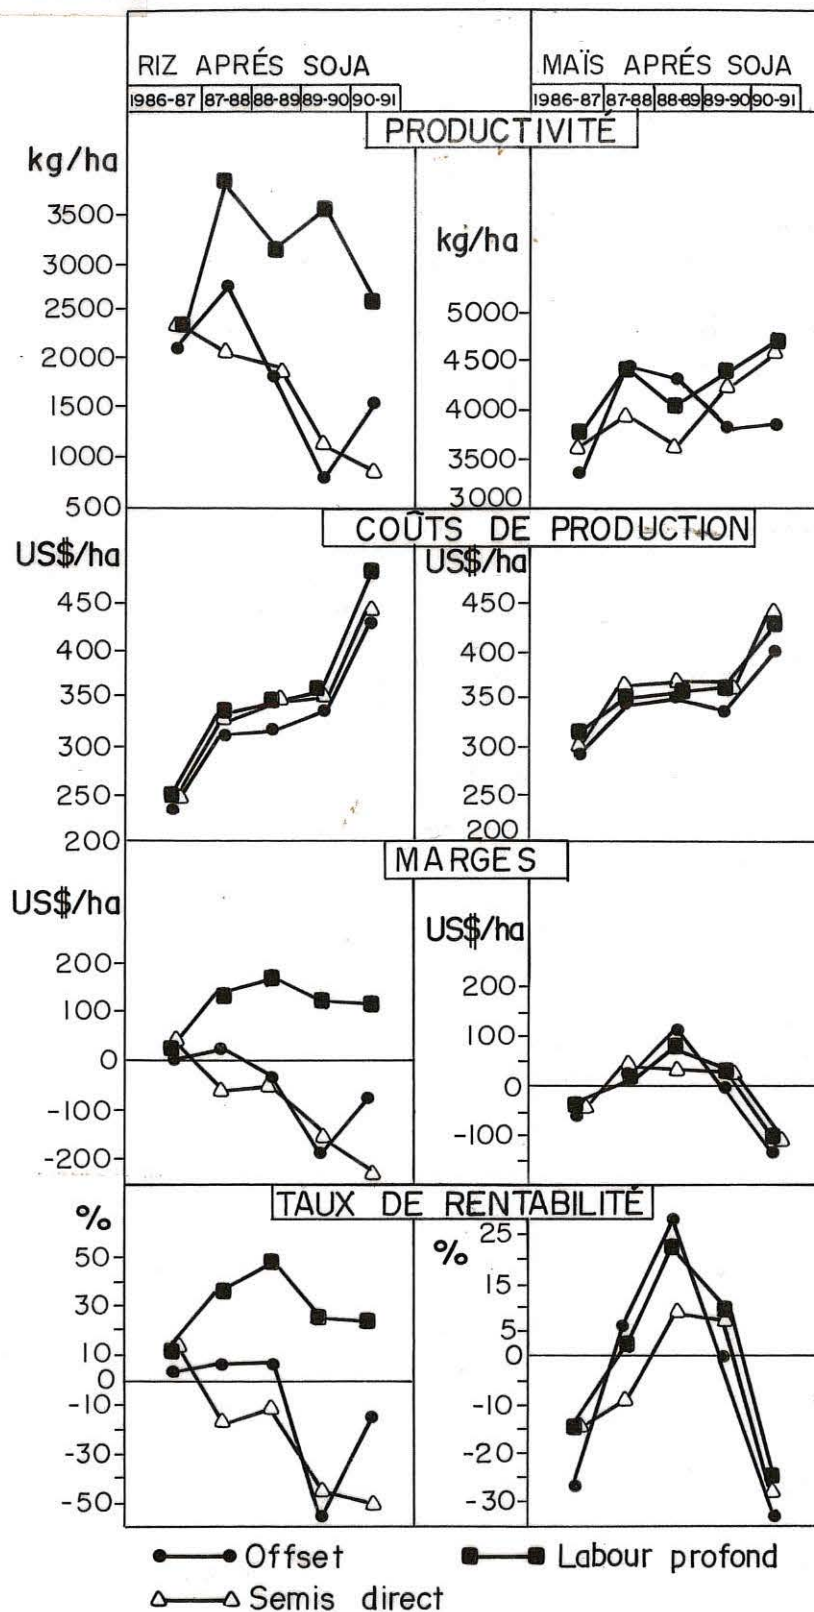 RIZ APRÉS SOJA
MAÏS APRÉS SOJA
1986-87 87-88 88-89 89-90 90-91
1986-87 87-88 88-89 89-90 90-91
PRODUCTIVITÉ
kg/ha
3500
3000
2500
2000
1500
1000
500
kg/ha
5000
4500
4000
3500
3000
COÛTS DE PRODUCTION
US$/ha
450
400
350
300
250
200
US$/ha
450
400
350
300
250
200
MARGES
US$/ha
200
100
0
-100
-200
US$/ha
200
100
0
-100
TAUX DE RENTABILITÉ
%
50
30
10
0
-10
-30
-50
%
25
15
5
0
-10
-20
-30
Offset
Labour profond
Semis direct